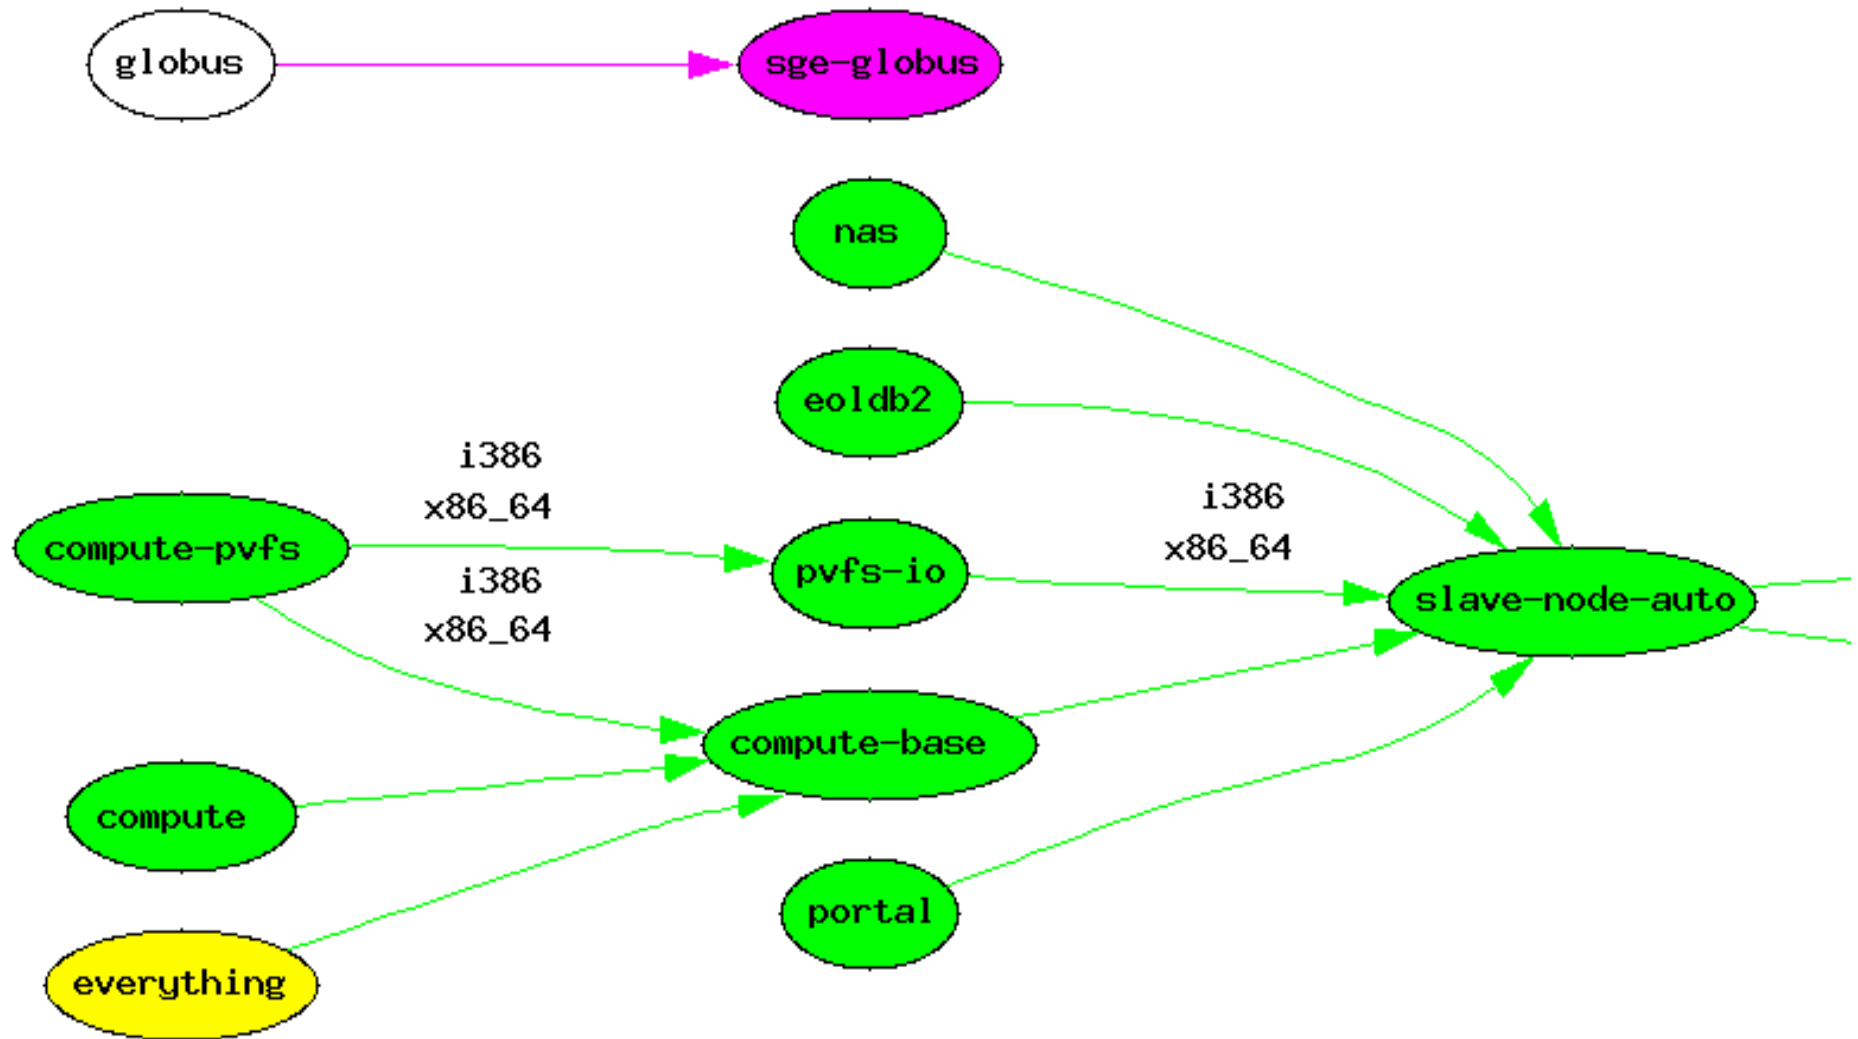 globus
sge-globus
nas
eoldb2
i386
x86_64
i386
x86_64
compute-pvfs
pvfs-io
i386
x86_64
slave-node-auto
compute-base
compute
portal
everything